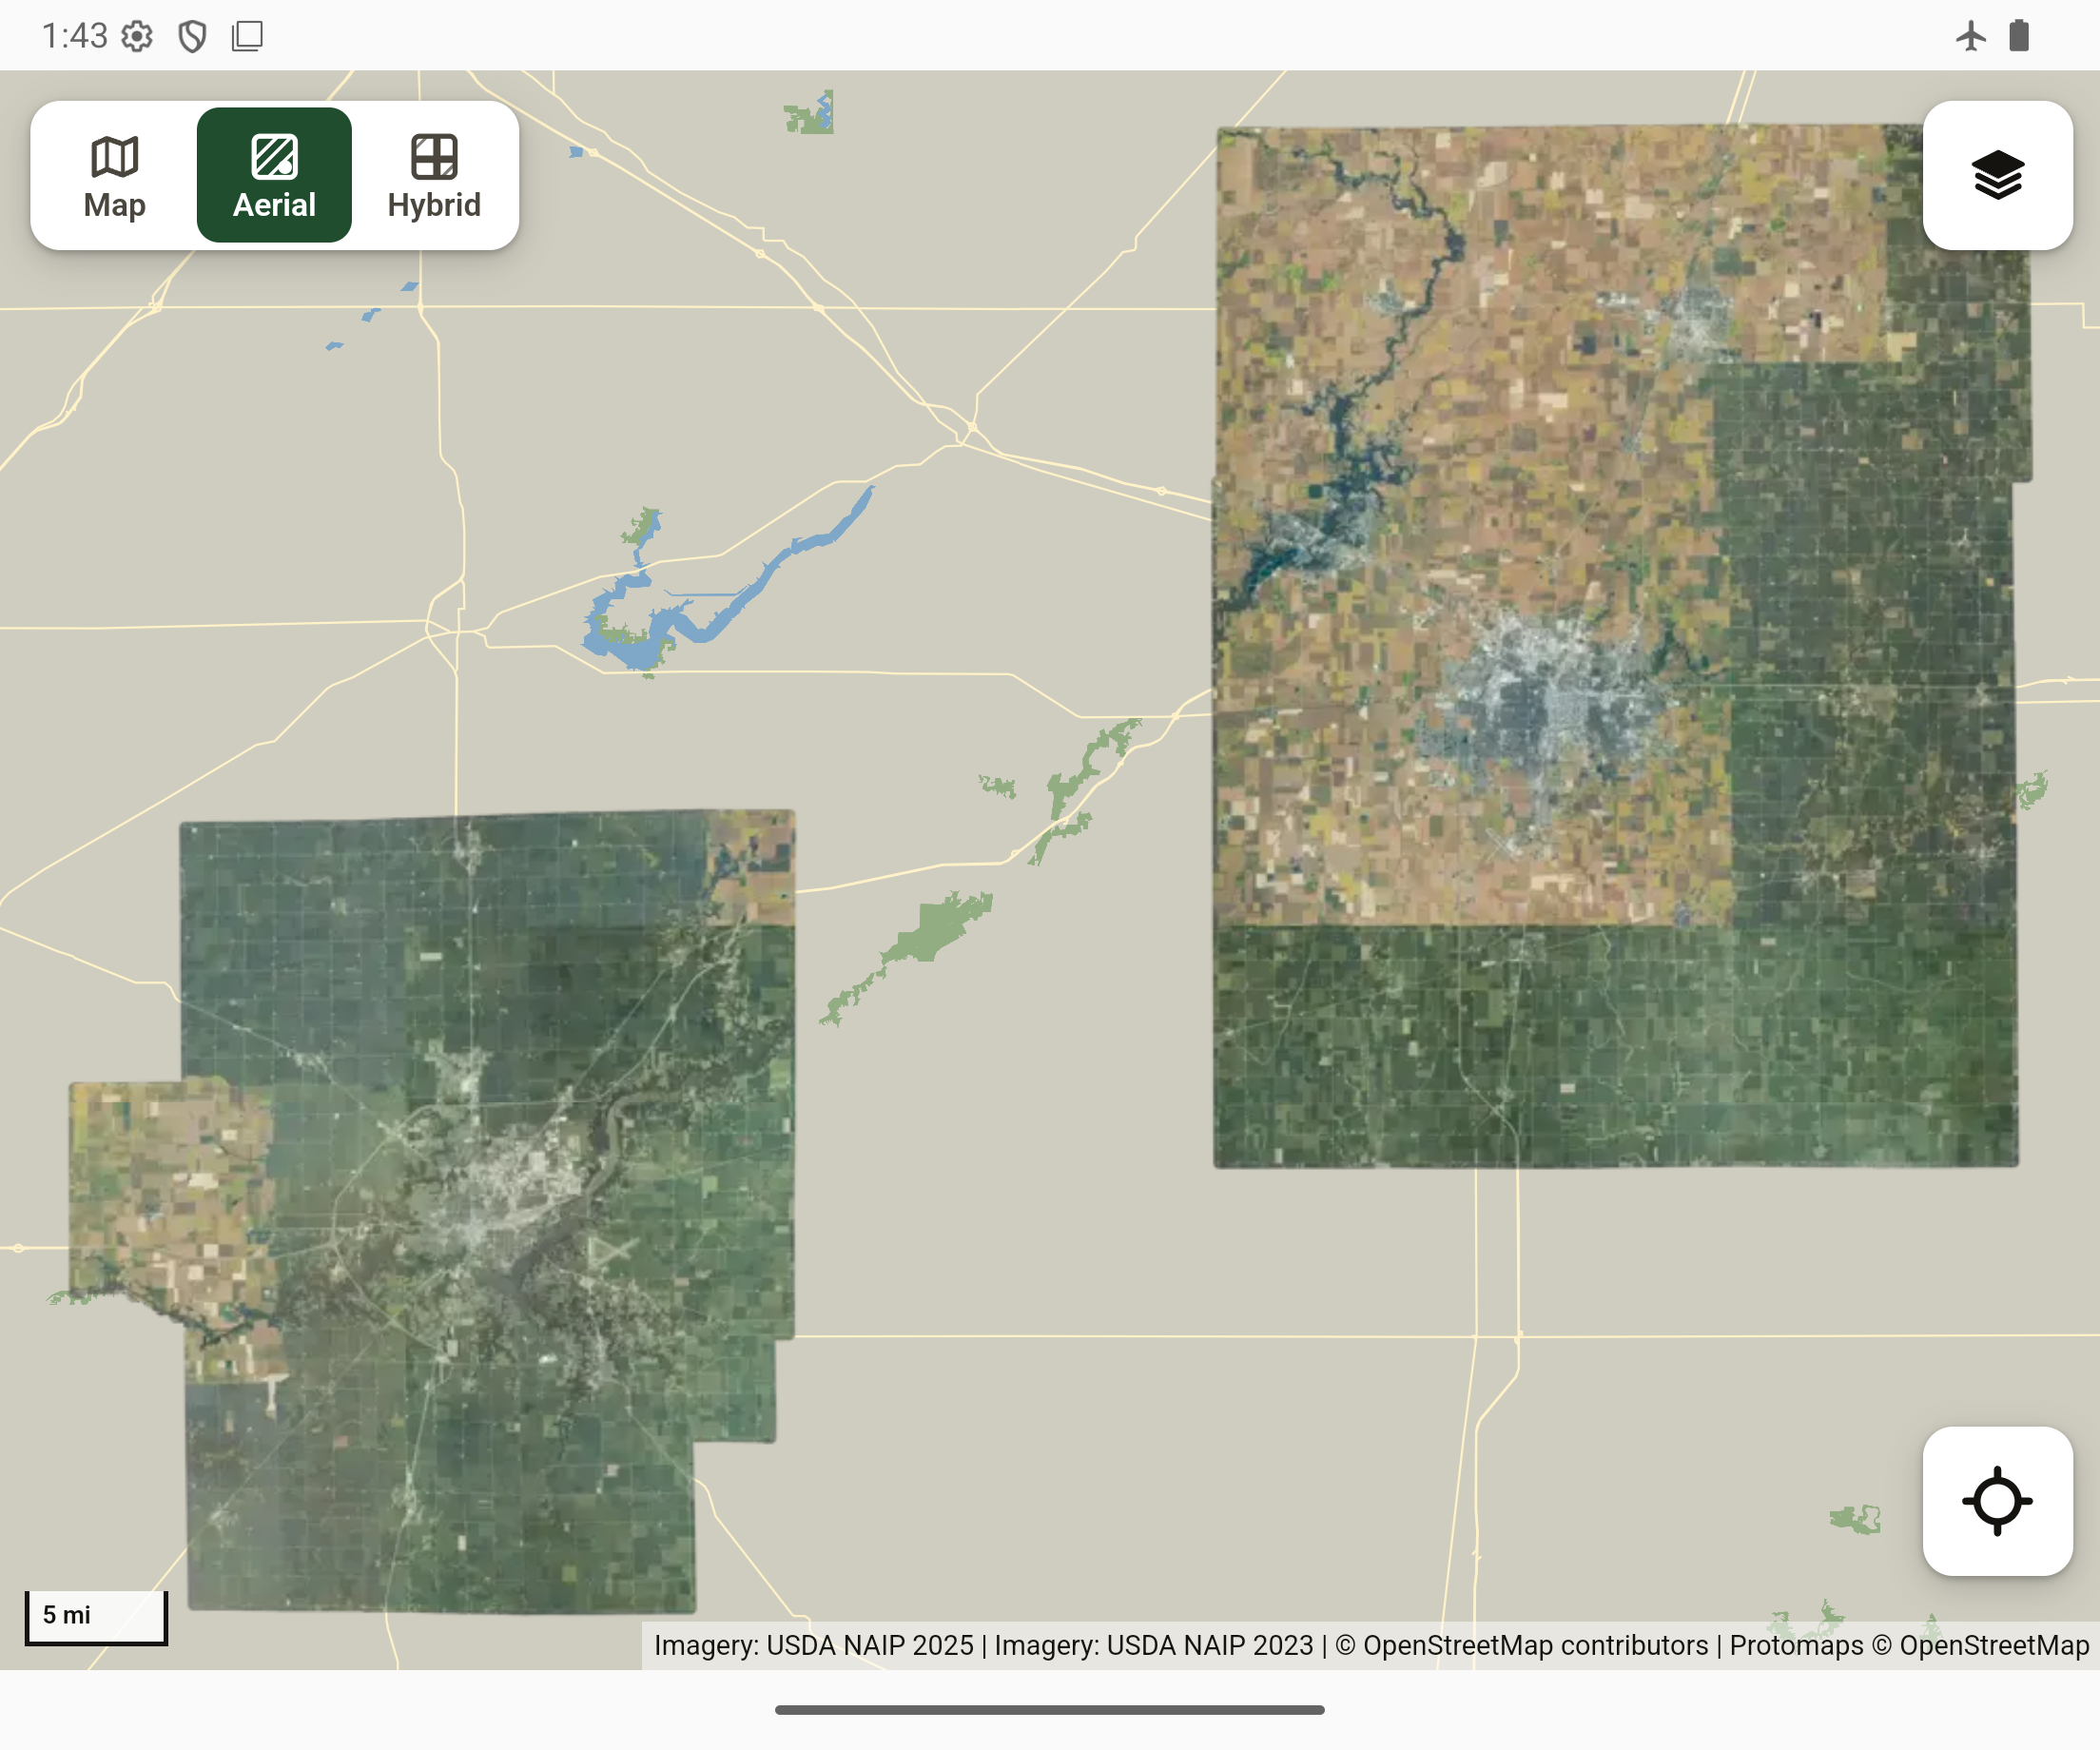 1:43
Map
Aerial
Hybrid
5 mi
Imagery: USDA NAIP 2025 | Imagery: USDA NAIP 2023 | © OpenStreetMap contributors | Protomaps © OpenStreetMap